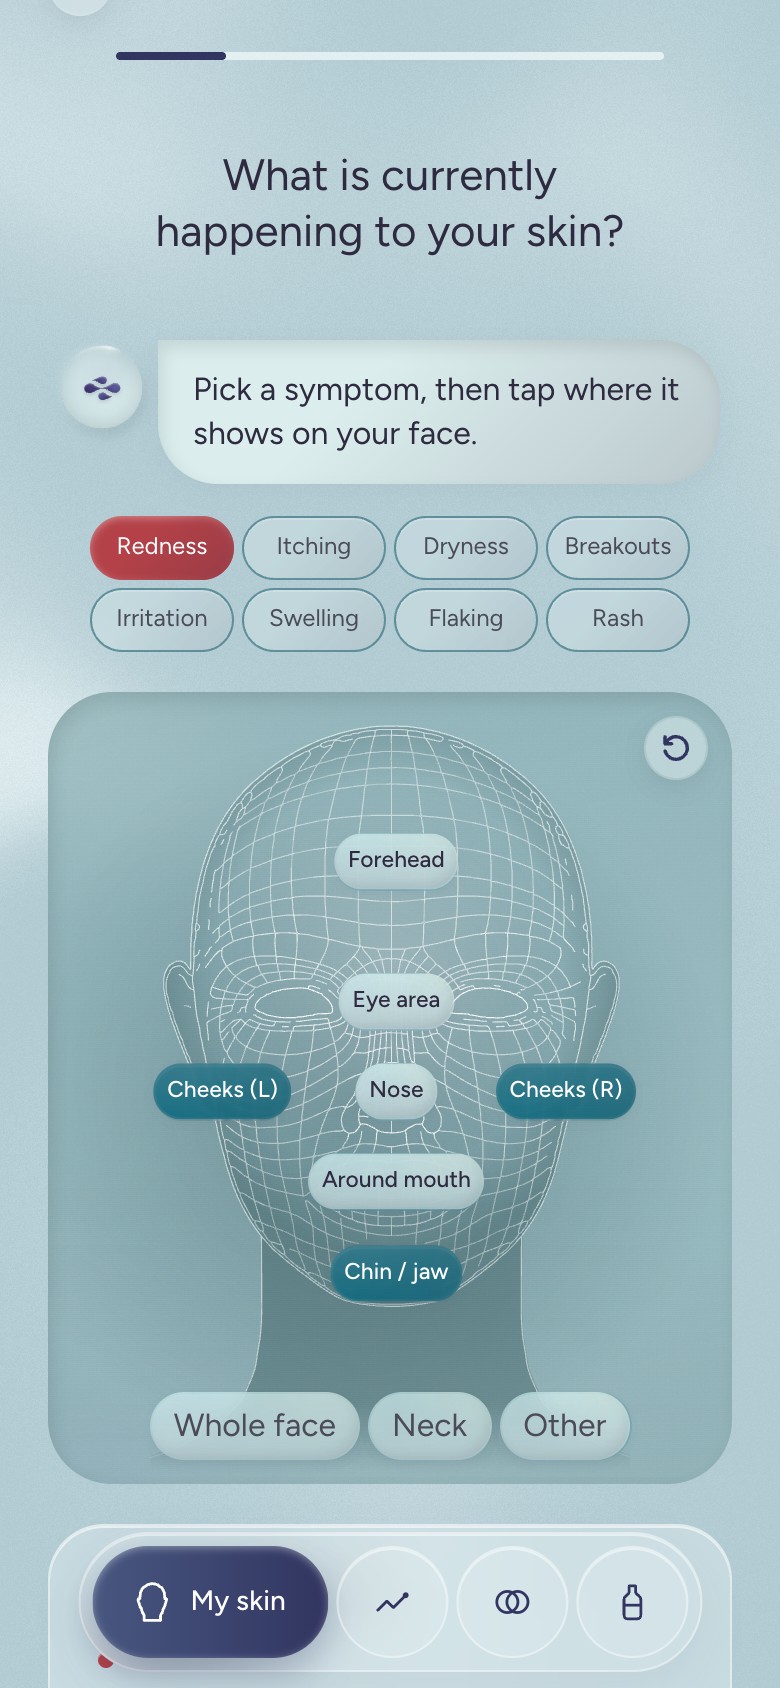 What is currently
happening to your skin?
Pick a symptom, then tap where it
shows on your face.
Redness
Itching
Dryness
Breakouts
Irritation
Swelling
Flaking
Rash
Forehead
Eye area
Cheeks (L)
Nose
Cheeks (R)
Around mouth
Chin / jaw
Whole face
Neck
Other
My skin